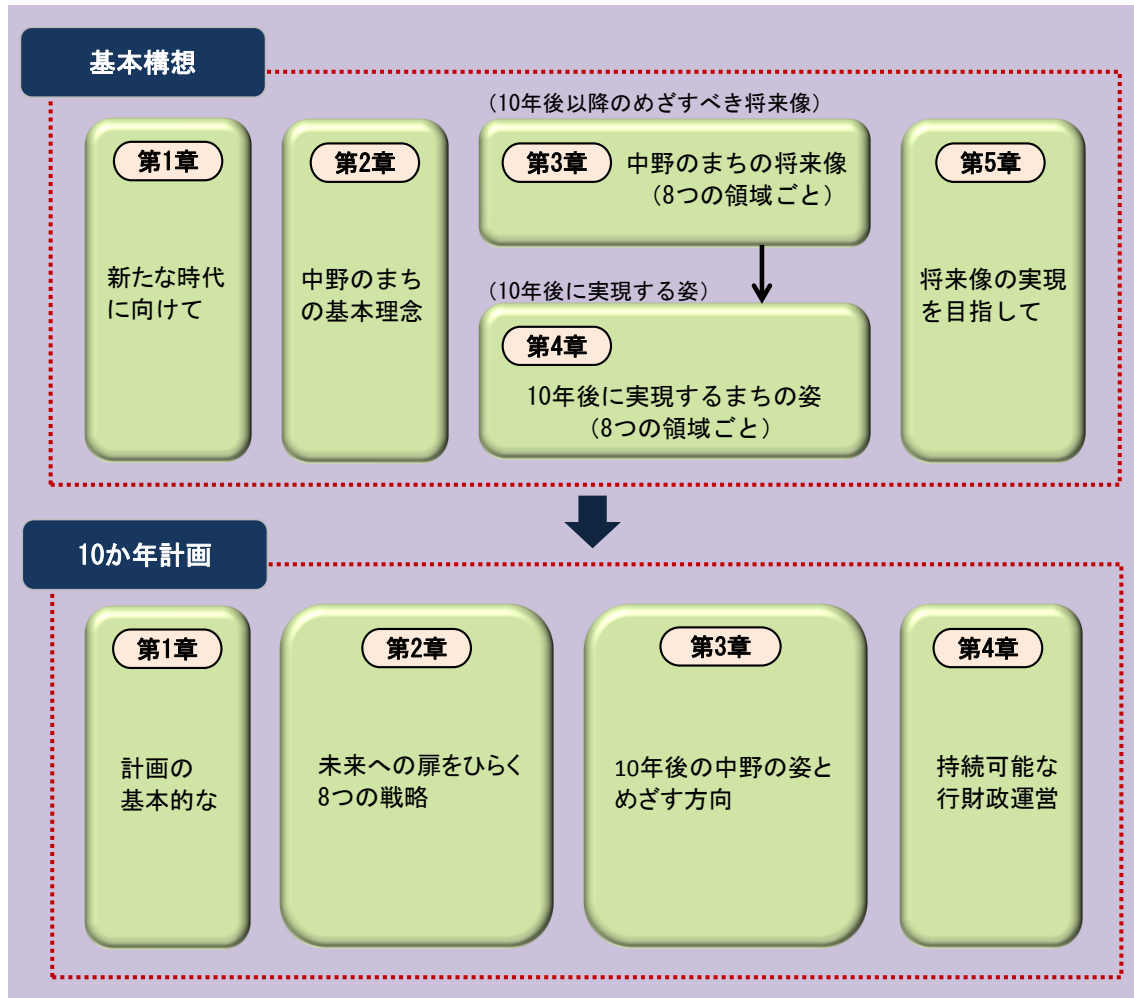 基本構想
第1章
新たな時代
に向けて
第2章
中野のまち
の基本理念
(10年後以降のめざすべき将来像)
第3章 中野のまちの将来像
(8つの領域ごと)
(10年後に実現する姿)
第4章
10年後に実現するまちの姿
(8つの領域ごと)
第5章
将来像の実現
を目指して
10か年計画
第1章
計画の
基本的な
第2章
未来への扉をひらく
8つの戦略
第3章
10年後の中野の姿と
めざす方向
第4章
持続可能な
行財政運営